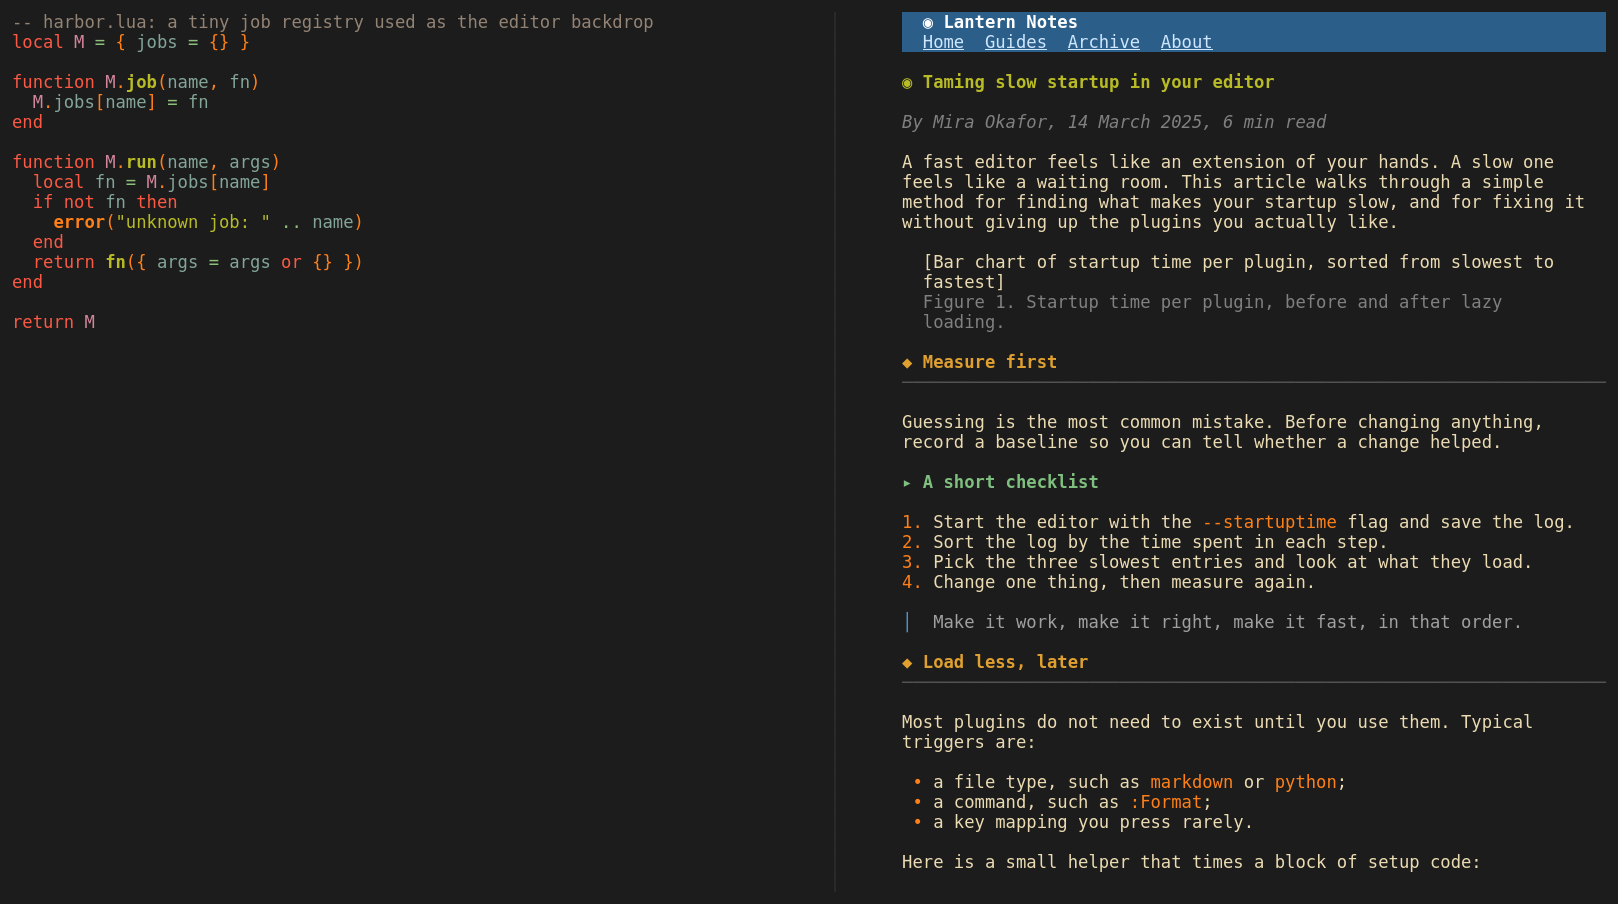 -- harbor.lua: a tiny job registry used as the editor backdrop
local M = { jobs = {} }
function M.job(name, fn)
  M.jobs[name] = fn
end
function M.run(name, args)
  local fn = M.jobs[name]
  if not fn then
    error("unknown job: " .. name)
  end
  return fn({ args = args or {} })
end
return M
◉ Lantern Notes
Home  Guides  Archive  About
◉ Taming slow startup in your editor
By Mira Okafor, 14 March 2025, 6 min read
A fast editor feels like an extension of your hands. A slow one
feels like a waiting room. This article walks through a simple
method for finding what makes your startup slow, and for fixing it
without giving up the plugins you actually like.
[Bar chart of startup time per plugin, sorted from slowest to
fastest]
Figure 1. Startup time per plugin, before and after lazy
loading.
◆ Measure first
Guessing is the most common mistake. Before changing anything,
record a baseline so you can tell whether a change helped.
▸ A short checklist
1. Start the editor with the --startuptime flag and save the log.
2. Sort the log by the time spent in each step.
3. Pick the three slowest entries and look at what they load.
4. Change one thing, then measure again.
│  Make it work, make it right, make it fast, in that order.
◆ Load less, later
Most plugins do not need to exist until you use them. Typical
triggers are:
• a file type, such as markdown or python;
• a command, such as :Format;
• a key mapping you press rarely.
Here is a small helper that times a block of setup code: